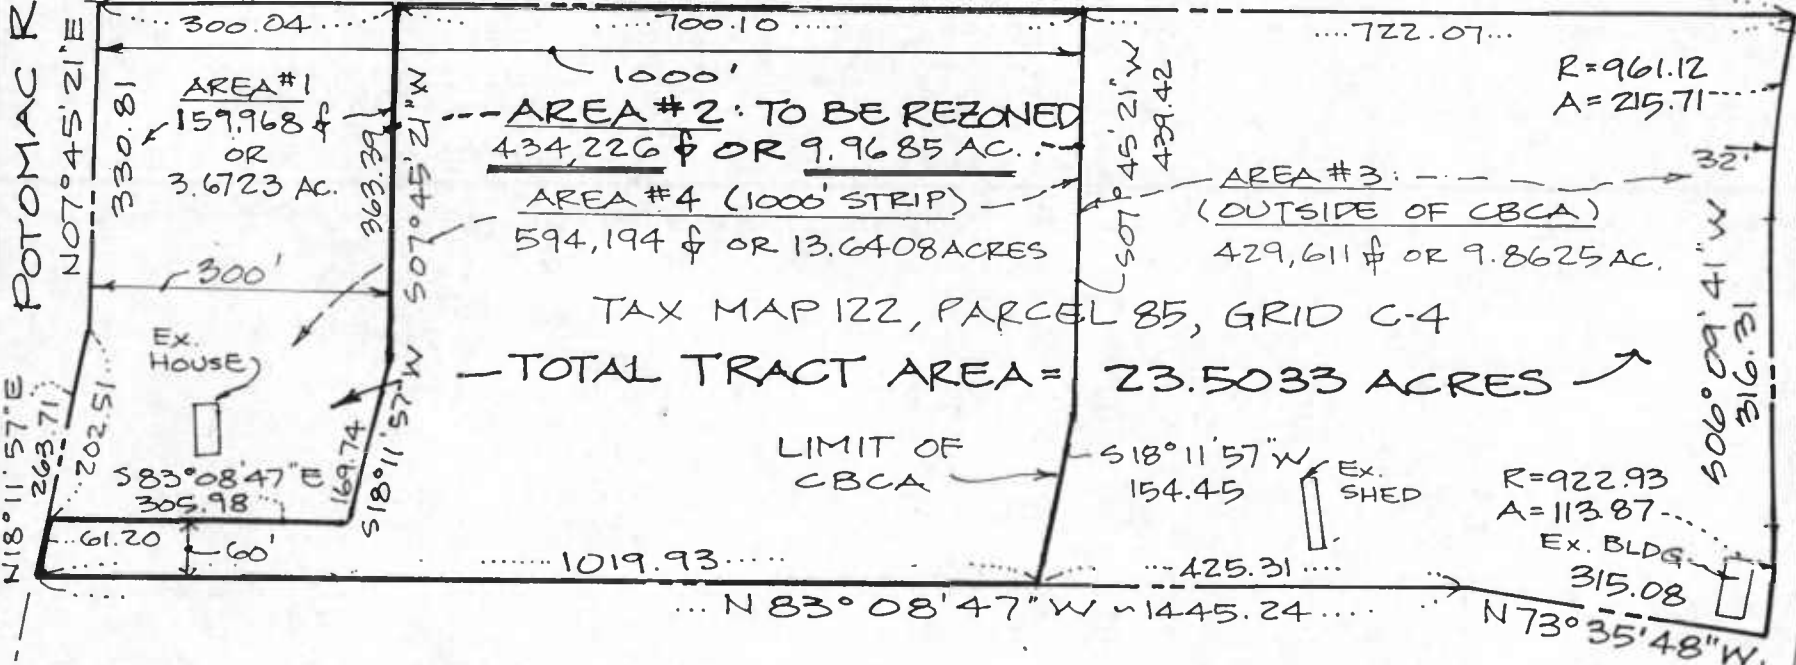 POTOMAC R
N07°45'21"E
330.81
300.04
700.10
722.07
1000'
AREA #1
159,968 sf
OR
3.6723 AC.
363.39
S07°45'21"W
AREA #2: TO BE REZONED
434,226 sf OR 9.9685 AC.
AREA #4 (1000' STRIP)
594,194 sf OR 13.6408 ACRES
S07°45'21"W
439.42
R=961.12
A=215.71
32'
AREA #3:
(OUTSIDE OF CBCA)
429,611 sf OR 9.8625 AC.
S06°09'41"W
316.31
300'
TAX MAP 122, PARCEL 85, GRID C-4
EX.
HOUSE
TOTAL TRACT AREA = 23.5033 ACRES
N18°11'57"E
263.71
202.51
S83°08'47"E
305.98
169.74
S18°11'57"W
LIMIT OF
CBCA
S18°11'57"W
154.45
EX.
SHED
R=922.93
A=113.87
EX. BLDG
61.20
60'
1019.93
425.31
315.08
N83°08'47"W ~ 1445.24
N73°35'48"W